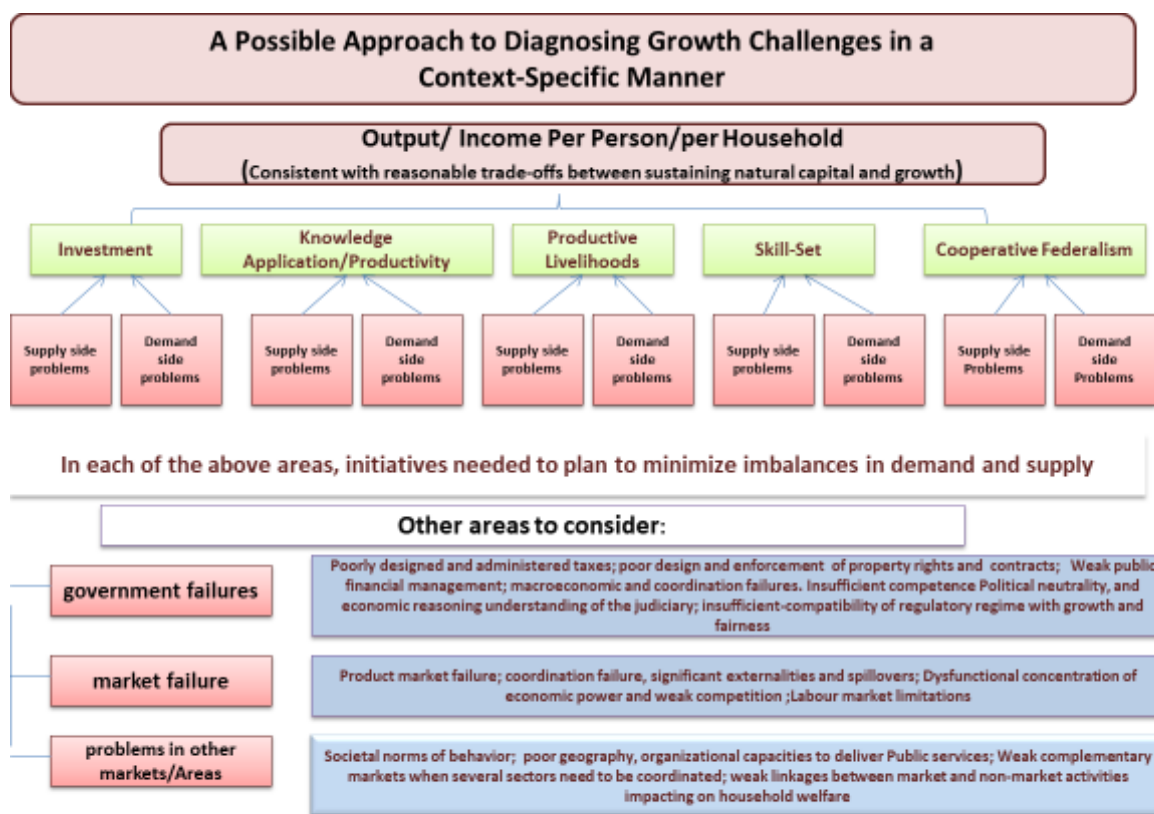 A Possible Approach to Diagnosing Growth Challenges in a
Context-Specific Manner
Output/ Income Per Person/per Household
(Consistent with reasonable trade-offs between sustaining natural capital and growth)
Investment
Knowledge
Application/Productivity
Productive
Livelihoods
Skill-Set
Cooperative Federalism
Supply side
problems
Demand
side
problems
Supply side
problems
Demand
side
problems
Supply side
problems
Demand
side
problems
Supply side
problems
Demand
side
problems
Supply side
Problems
Demand
side
Problems
In each of the above areas, initiatives needed to plan to minimize imbalances in demand and supply
Other areas to consider:
government failures
Poorly designed and administered taxes; poor design and enforcement of property rights and contracts; Weak public
financial management; macroeconomic and coordination failures. Insufficient competence Political neutrality, and
economic reasoning understanding of the judiciary; insufficient-compatibility of regulatory regime with growth and
fairness
market failure
Product market failure; coordination failure, significant externalities and spillovers; Dysfunctional concentration of
economic power and weak competition ;Labour market limitations
problems in other
markets/Areas
Societal norms of behavior; poor geography, organizational capacities to deliver Public services; Weak complementary
markets when several sectors need to be coordinated; weak linkages between market and non-market activities
impacting on household welfare